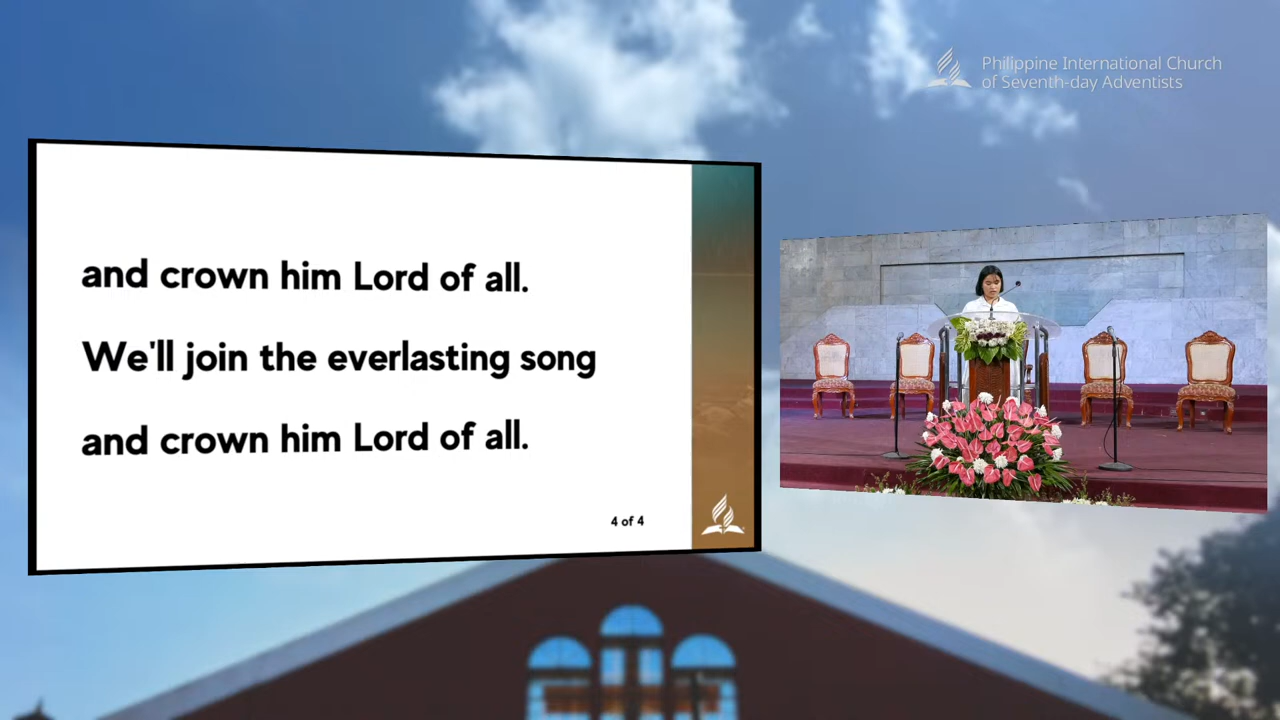 Philippine International Church
of Seventh-day Adventists
and crown him Lord of all.
We'll join the everlasting song
and crown him Lord of all.
4 of 4